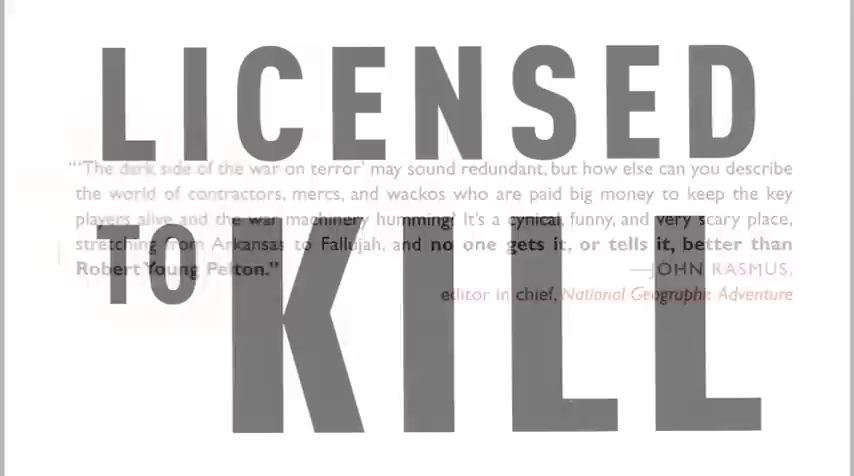 LICENSED
"'The dark side of the war on terror' may sound redundant, but how else can you describe
the world of contractors, mercs, and wackos who are paid big money to keep the key
players alive and the war machinery humming? It's a cynical, funny, and very scary place,
stretching from Arkansas to Fallujah, and no one gets it, or tells it, better than
Robert Young Pelton."
—JOHN RASMUS,
editor in chief, National Geographic Adventure
TO KILL